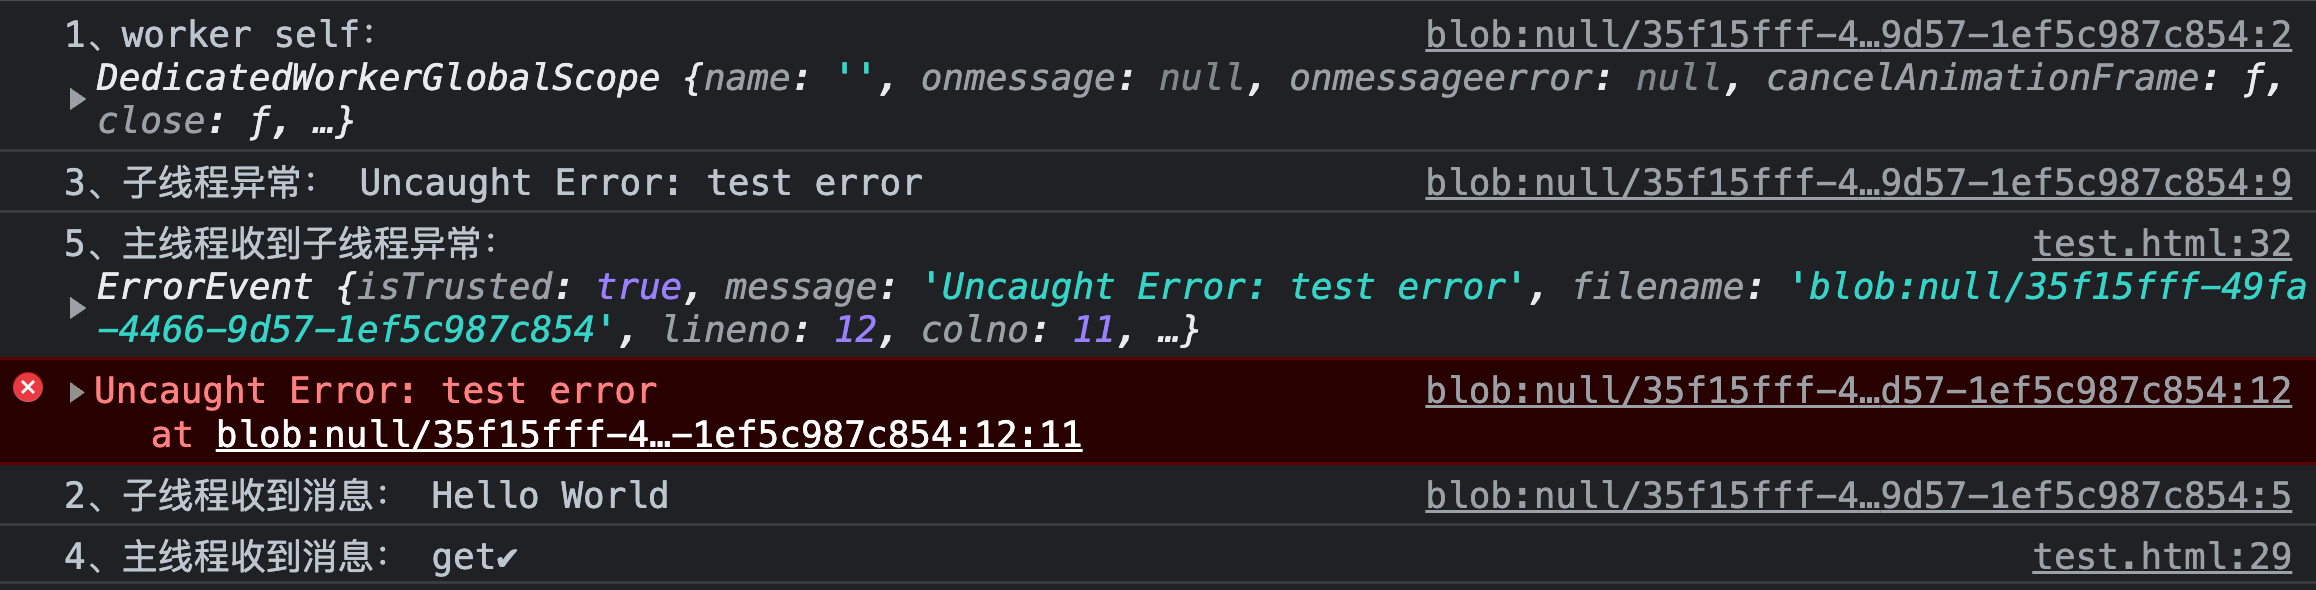 1、worker self： blob:null/35f15fff-4…9d57-1ef5c987c854:2
DedicatedWorkerGlobalScope {name: '', onmessage: null, onmessageerror: null, cancelAnimationFrame: ƒ,
close: ƒ, …}
3、子线程异常： Uncaught Error: test error blob:null/35f15fff-4…9d57-1ef5c987c854:9
5、主线程收到子线程异常： test.html:32
ErrorEvent {isTrusted: true, message: 'Uncaught Error: test error', filename: 'blob:null/35f15fff-49fa
-4466-9d57-1ef5c987c854', lineno: 12, colno: 11, …}
Uncaught Error: test error blob:null/35f15fff-4…d57-1ef5c987c854:12
at blob:null/35f15fff-4…-1ef5c987c854:12:11
2、子线程收到消息： Hello World blob:null/35f15fff-4…9d57-1ef5c987c854:5
4、主线程收到消息： get✔ test.html:29